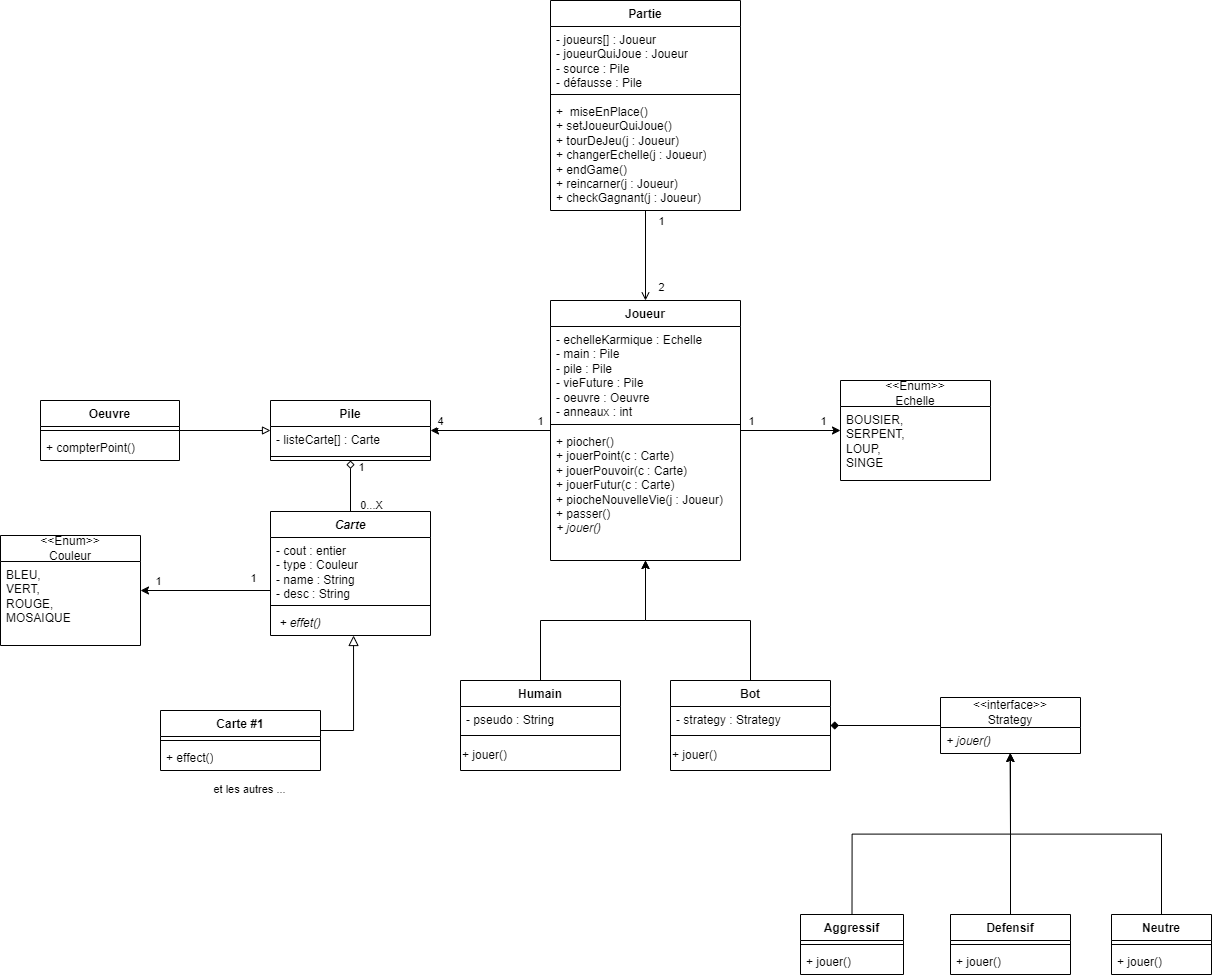 Partie
- joueurs[] : Joueur
- joueurQuiJoue : Joueur
- source : Pile
- défausse : Pile
+ miseEnPlace()
+ setJoueurQuiJoue()
+ tourDeJeu(j : Joueur)
+ changerEchelle(j : Joueur)
+ endGame()
+ reincarner(j : Joueur)
+ checkGagnant(j : Joueur)
1
2
Joueur
- echelleKarmique : Echelle
- main : Pile
- pile : Pile
- vieFuture : Pile
- oeuvre : Oeuvre
- anneaux : int
+ piocher()
+ jouerPoint(c : Carte)
+ jouerPouvoir(c : Carte)
+ jouerFutur(c : Carte)
+ piocheNouvelleVie(j : Joueur)
+ passer()
+ jouer()
1
1
<<Enum>>
Echelle
BOUSIER,
SERPENT,
LOUP,
SINGE
4
1
Oeuvre
+ compterPoint()
Pile
- listeCarte[] : Carte
1
0...X
Carte
- cout : entier
- type : Couleur
- name : String
- desc : String
+ effet()
1
1
<<Enum>>
Couleur
BLEU,
VERT,
ROUGE,
MOSAIQUE
Carte #1
+ effect()
et les autres ...
Humain
- pseudo : String
+ jouer()
Bot
- strategy : Strategy
+ jouer()
<<interface>>
Strategy
+ jouer()
Aggressif
+ jouer()
Defensif
+ jouer()
Neutre
+ jouer()